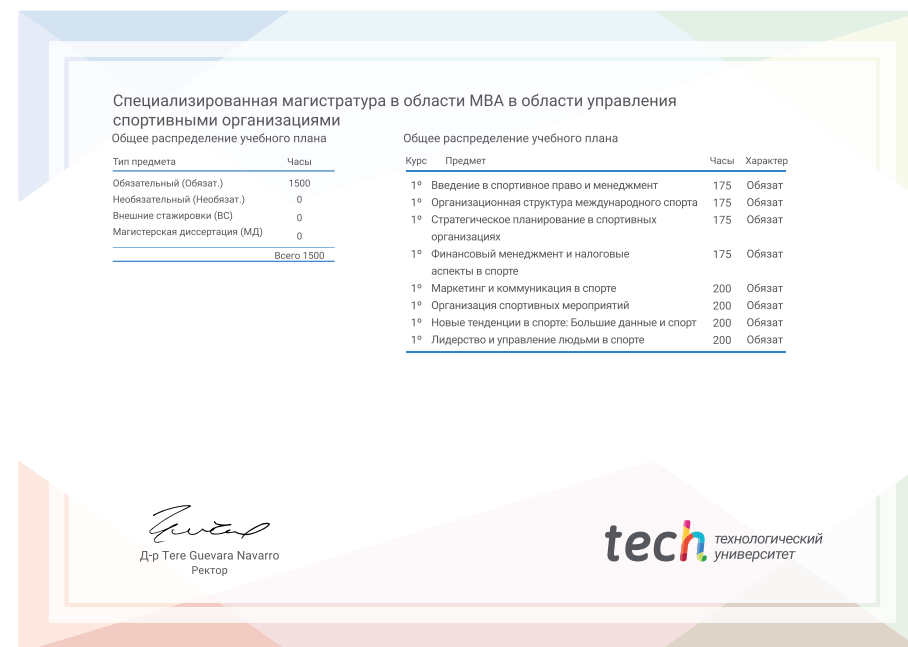 Специализированная магистратура в области MBA в области управления
спортивными организациями
Общее распределение учебного плана
Тип предмета Часы
Обязательный (Обязат.) 1500
Необязательный (Необязат.) 0
Внешние стажировки (ВС) 0
Магистерская диссертация (МД) 0
Всего 1500
Общее распределение учебного плана
Курс Предмет Часы Характер
1º Введение в спортивное право и менеджмент 175 Обязат
1º Организационная структура международного спорта 175 Обязат
1º Стратегическое планирование в спортивных 175 Обязат
организациях
1º Финансовый менеджмент и налоговые 175 Обязат
аспекты в спорте
1º Маркетинг и коммуникация в спорте 200 Обязат
1º Организация спортивных мероприятий 200 Обязат
1º Новые тенденции в спорте: Большие данные и спорт 200 Обязат
1º Лидерство и управление людьми в спорте 200 Обязат
Д-р Tere Guevara Navarro
Ректор
tech технологический
университет